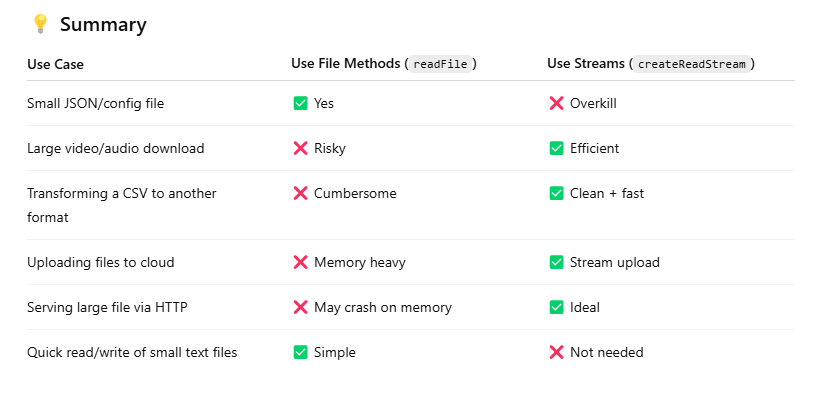 💡 Summary
Use Case Use File Methods (readFile) Use Streams (createReadStream)
Small JSON/config file ✅ Yes ❌ Overkill
Large video/audio download ❌ Risky ✅ Efficient
Transforming a CSV to another ❌ Cumbersome ✅ Clean + fast
format
Uploading files to cloud ❌ Memory heavy ✅ Stream upload
Serving large file via HTTP ❌ May crash on memory ✅ Ideal
Quick read/write of small text files ✅ Simple ❌ Not needed